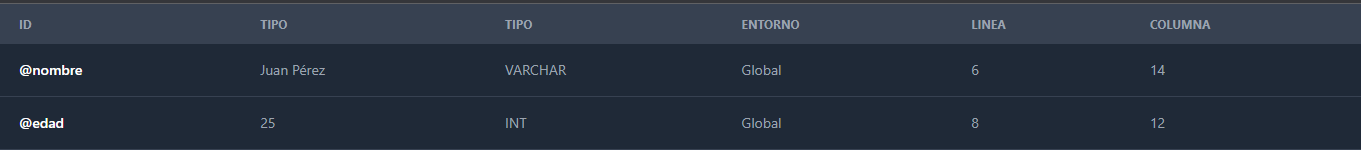 ID TIPO TIPO ENTORNO LINEA COLUMNA
@nombre Juan Pérez VARCHAR Global 6 14
@edad 25 INT Global 8 12